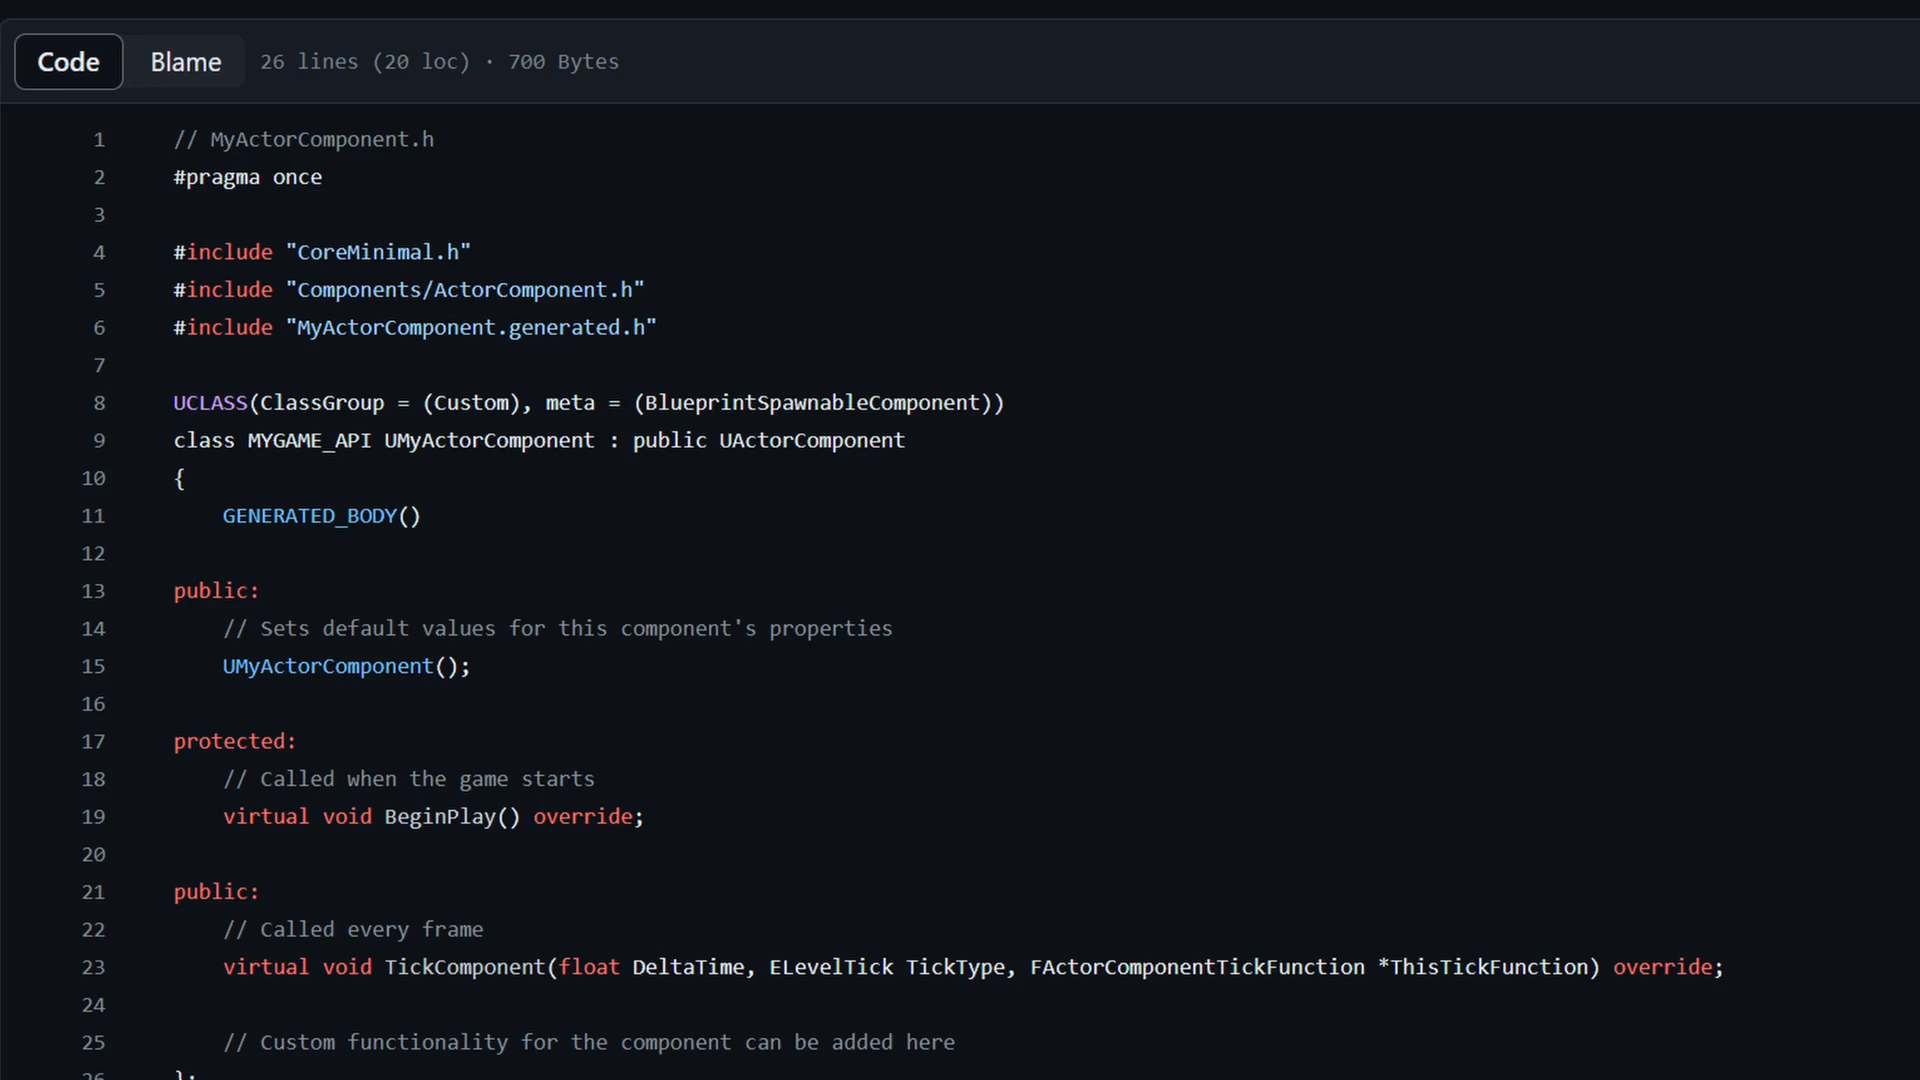 Code Blame 26 lines (20 loc) · 700 Bytes
1 // MyActorComponent.h
2 #pragma once
3
4 #include "CoreMinimal.h"
5 #include "Components/ActorComponent.h"
6 #include "MyActorComponent.generated.h"
7
8 UCLASS(ClassGroup = (Custom), meta = (BlueprintSpawnableComponent))
9 class MYGAME_API UMyActorComponent : public UActorComponent
10 {
11     GENERATED_BODY()
12
13 public:
14     // Sets default values for this component's properties
15     UMyActorComponent();
16
17 protected:
18     // Called when the game starts
19     virtual void BeginPlay() override;
20
21 public:
22     // Called every frame
23     virtual void TickComponent(float DeltaTime, ELevelTick TickType, FActorComponentTickFunction *ThisTickFunction) override;
24
25     // Custom functionality for the component can be added here
26 };